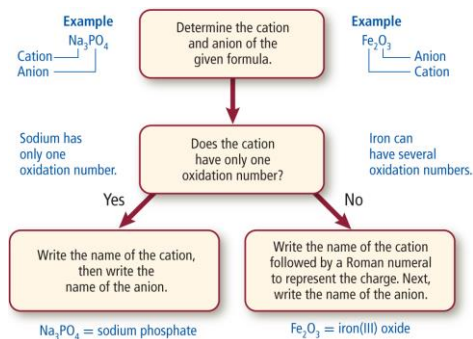 Example
Na₃PO₄
Cation
Anion
Determine the cation
and anion of the
given formula.
Example
Fe₂O₃
Anion
Cation
Sodium has
only one
oxidation number.
Does the cation
have only one
oxidation number?
Iron can
have several
oxidation numbers.
Yes
No
Write the name of the cation,
then write the
name of the anion.
Write the name of the cation
followed by a Roman numeral
to represent the charge. Next,
write the name of the anion.
Na₃PO₄ = sodium phosphate
Fe₂O₃ = iron(III) oxide